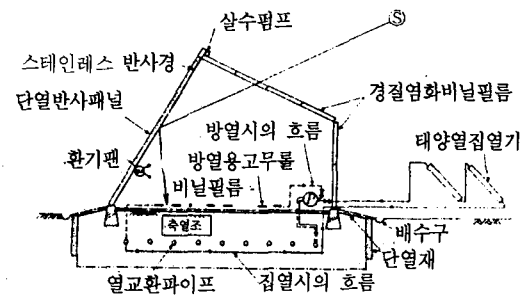 살수펌프
Ⓢ
스테인레스 반사경
단열반사패널
경질염화비닐필름
방열시의 흐름
태양열집열기
환기팬
방열용고무롤
비닐필름
P
축열조
배수구
단열재
열교환파이프
집열시의 흐름